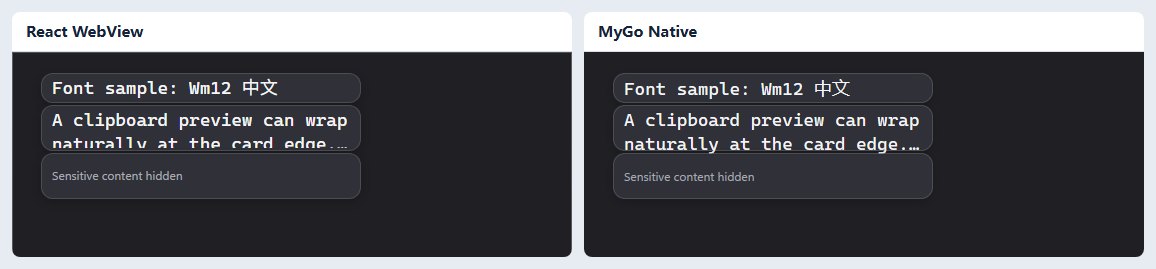 React WebView
Font sample: Wm12 中文
A clipboard preview can wrap
naturally at the card edge.…
Sensitive content hidden
MyGo Native
Font sample: Wm12 中文
A clipboard preview can wrap
naturally at the card edge.…
Sensitive content hidden